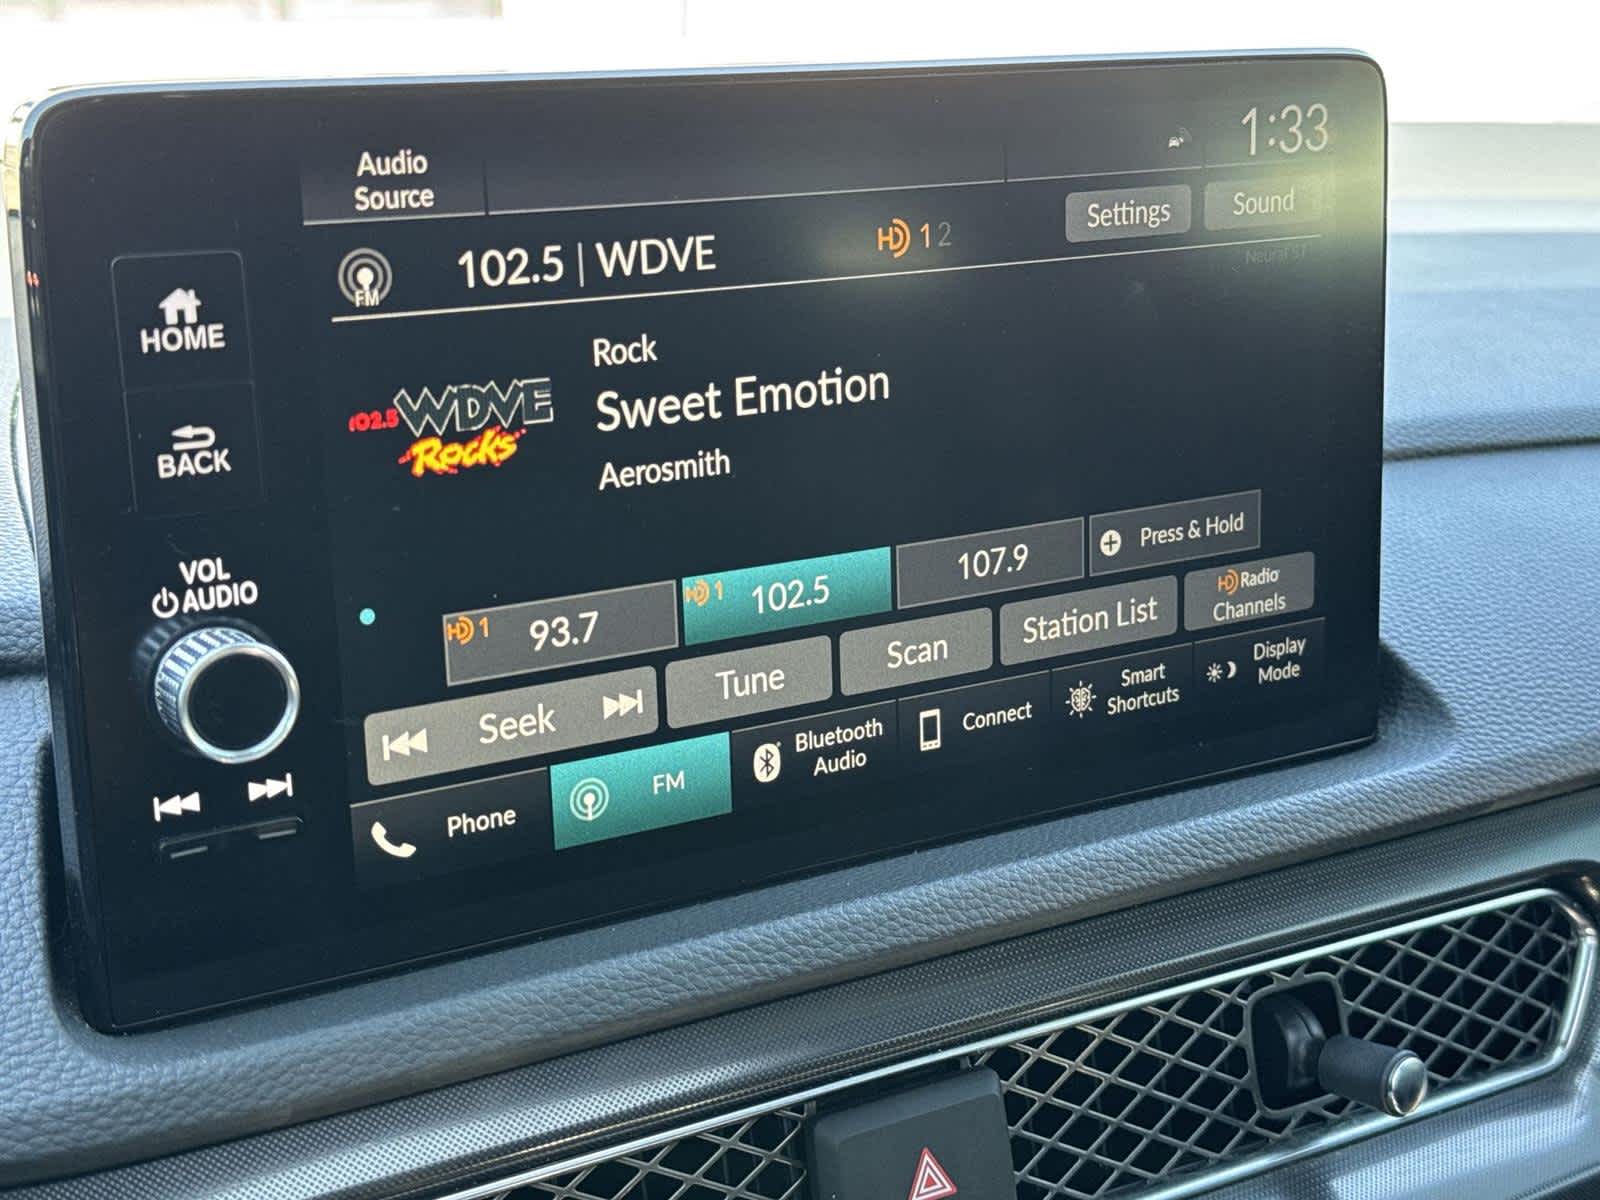 Audio
Source
1:33
Settings
Sound
FM
102.5 | WDVE
HD 1 2
Neural ST
HOME
Rock
102.5 WDVE
Rocks
Sweet Emotion
Aerosmith
BACK
VOL
AUDIO
HD 1 93.7
HD 1 102.5
107.9
+ Press & Hold
Seek
Tune
Scan
Station List
HD Radio
Channels
Phone
FM
Bluetooth
Audio
Connect
Smart
Shortcuts
Display
Mode